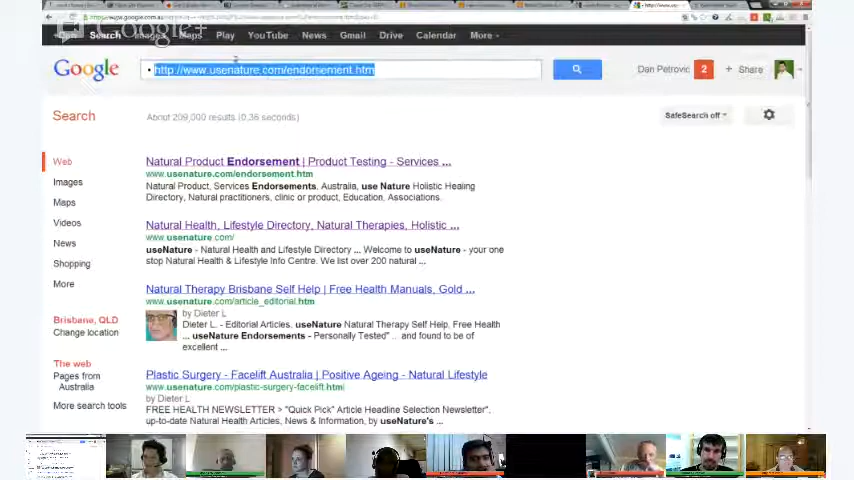 Google+
Search Images Maps Play YouTube News Gmail Drive Calendar More
Google
• http://www.usenature.com/endorsement.htm
Dan Petrovic 2 + Share
Search
About 209,000 results (0.36 seconds)
SafeSearch off
Web
Images
Maps
Videos
News
Shopping
More
Brisbane, QLD
Change location
The web
Pages from
Australia
More search tools
Natural Product Endorsement | Product Testing - Services ...
www.usenature.com/endorsement.htm
Natural Product, Services Endorsements, Australia, use Nature Holistic Healing
Directory, Natural practitioners, clinic or product, Education, Associations.
Natural Health, Lifestyle Directory, Natural Therapies, Holistic ...
www.usenature.com/
useNature - Natural Health and Lifestyle Directory ... Welcome to useNature - your one
stop Natural Health & Lifestyle Info Centre. We list over 200 natural ...
Natural Therapy Brisbane Self Help | Free Health Manuals, Gold ...
www.usenature.com/article_editorial.htm
by Dieter L
Dieter L. - Editorial Articles, useNature Natural Therapy Self Help, Free Health
... useNature Endorsements - Personally Tested" .. and found to be of
excellent ...
Plastic Surgery - Facelift Australia | Positive Ageing - Natural Lifestyle
www.usenature.com/plastic-surgery-facelift.html
by Dieter L
FREE HEALTH NEWSLETTER > "Quick Pick" Article Headline Selection Newsletter",
up-to-date Natural Health Articles, News & Information, by useNature's ...